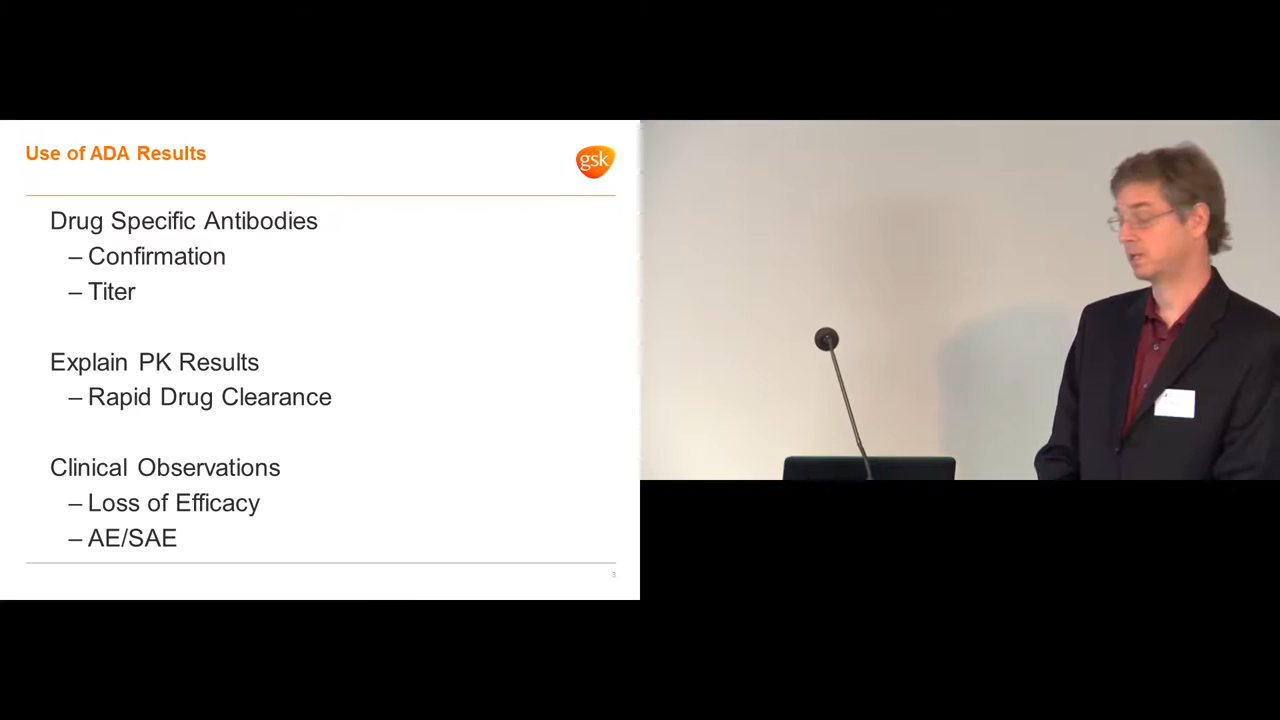 Use of ADA Results
gsk
Drug Specific Antibodies
– Confirmation
– Titer
Explain PK Results
– Rapid Drug Clearance
Clinical Observations
– Loss of Efficacy
– AE/SAE
3